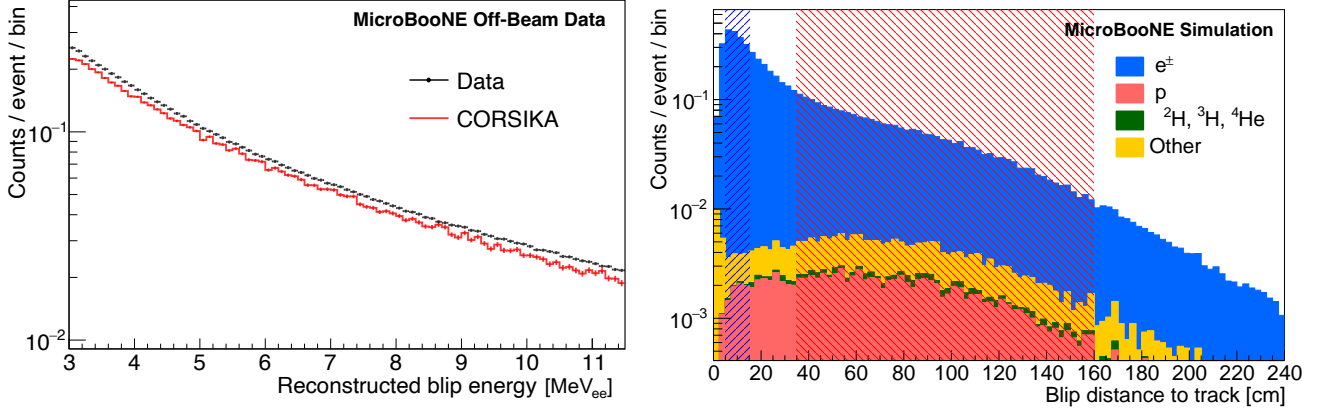 MicroBooNE Off-Beam Data
Data
CORSIKA
Counts / event / bin
10⁻¹
10⁻²
3 4 5 6 7 8 9 10 11
Reconstructed blip energy [MeVₑₑ]
MicroBooNE Simulation
e±
p
²H, ³H, ⁴He
Other
Counts / event / bin
10⁻¹
10⁻²
10⁻³
0 20 40 60 80 100 120 140 160 180 200 220 240
Blip distance to track [cm]